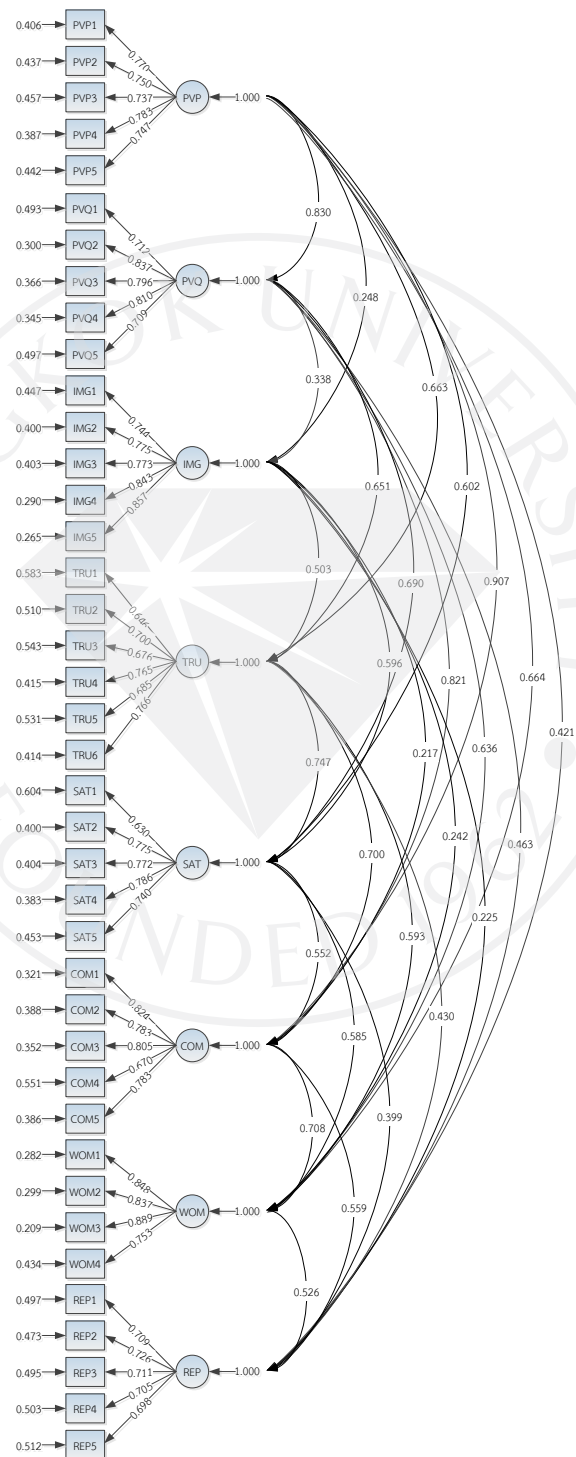 0.406 PVP1 0.770
0.437 PVP2 0.750
0.457 PVP3 0.737 PVP 1.000
0.387 PVP4 0.783
0.442 PVP5 0.747
0.493 PVQ1 0.712 0.830
0.300 PVQ2 0.837
0.366 PVQ3 0.796 PVQ 1.000 0.248
0.345 PVQ4 0.810
0.497 PVQ5 0.709
0.447 IMG1 0.744 0.338 0.663
0.400 IMG2 0.775
0.403 IMG3 0.773 IMG 1.000
0.290 IMG4 0.843 0.651 0.602
0.265 IMG5 0.857
0.583 TRU1 0.646 0.503 0.690 0.907
0.510 TRU2 0.700
0.543 TRU3 0.676 TRU 1.000 0.596
0.415 TRU4 0.765 0.821 0.664
0.531 TRU5 0.685 0.421
0.414 TRU6 0.766 0.747 0.217 0.636
0.604 SAT1 0.630
0.400 SAT2 0.775 0.242 0.463
0.404 SAT3 0.772 SAT 1.000 0.700
0.383 SAT4 0.786 0.225
0.453 SAT5 0.740 0.552 0.593
0.321 COM1 0.824
0.388 COM2 0.783 0.430
0.352 COM3 0.805 COM 1.000 0.585
0.551 COM4 0.670
0.386 COM5 0.783 0.708 0.399
0.282 WOM1 0.848
0.299 WOM2 0.837 WOM 1.000 0.559
0.209 WOM3 0.889
0.434 WOM4 0.753
0.497 REP1 0.709 0.526
0.473 REP2 0.726
0.495 REP3 0.711 REP 1.000
0.503 REP4 0.705
0.512 REP5 0.698
GKOK UNIVERSIT
FOUNDED 1962